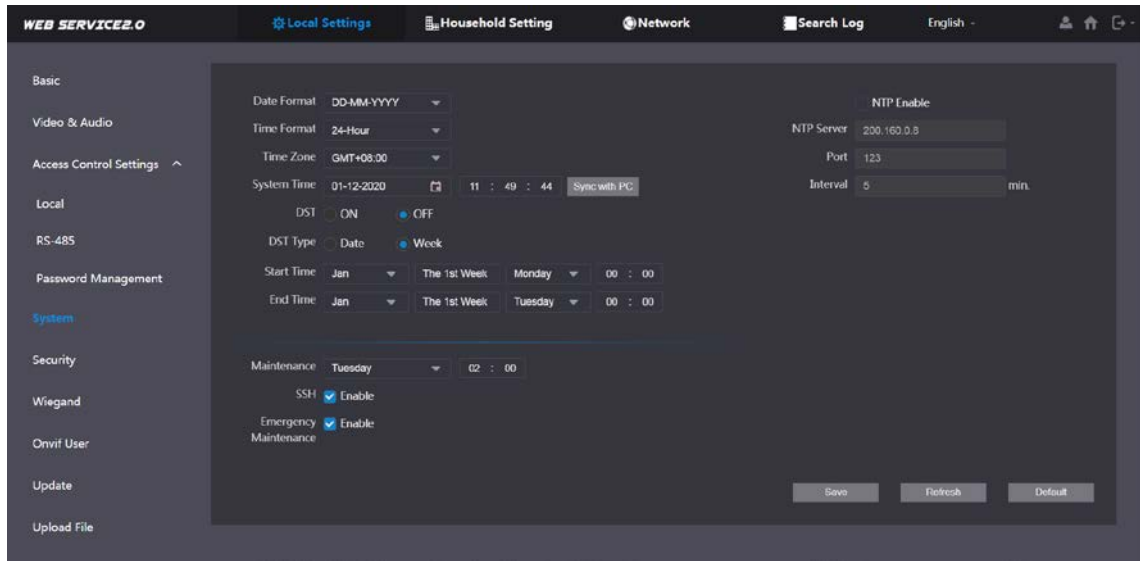 WEB SERVICE2.0 Local Settings Household Setting Network Search Log English
Basic
Video & Audio
Access Control Settings
Local
RS-485
Password Management
System
Security
Wiegand
Onvif User
Update
Upload File
Date Format DD-MM-YYYY
Time Format 24-Hour
Time Zone GMT+08:00
System Time 01-12-2020 11 : 49 : 44 Sync with PC
DST ON OFF
DST Type Date Week
Start Time Jan The 1st Week Monday 00 : 00
End Time Jan The 1st Week Tuesday 00 : 00
Maintenance Tuesday 02 : 00
SSH Enable
Emergency Enable
Maintenance
NTP Enable
NTP Server 200.160.0.8
Port 123
Interval 5 min.
Save Refresh Default